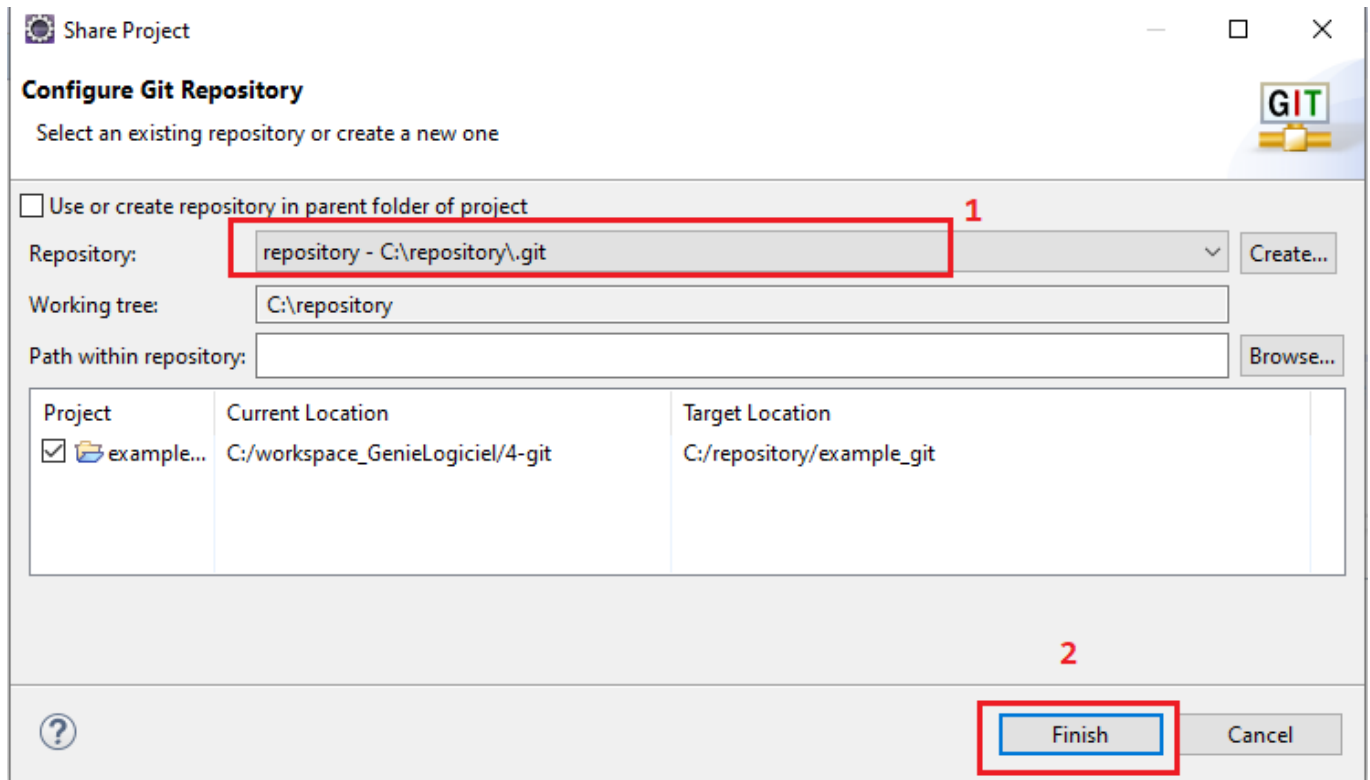 Share Project
Configure Git Repository
Select an existing repository or create a new one
GIT
Use or create repository in parent folder of project
1
Repository: repository - C:\repository\.git Create...
Working tree: C:\repository
Path within repository: Browse...
Project Current Location Target Location
example... C:/workspace_GenieLogiciel/4-git C:/repository/example_git
2
? Finish Cancel